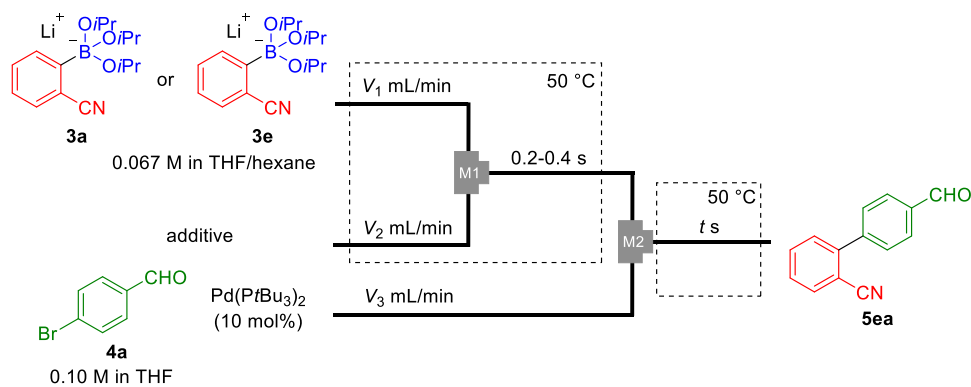 Li⁺ OiPr OiPr B⁻ OiPr CN
3a
or
Li⁺ OiPr OiPr B⁻ OiPr CN
3e
0.067 M in THF/hexane
V₁ mL/min
50 °C
M1
0.2-0.4 s
additive
V₂ mL/min
M2
50 °C
t s
Br CHO
4a
0.10 M in THF
Pd(PtBu₃)₂
(10 mol%)
V₃ mL/min
CHO
CN
5ea